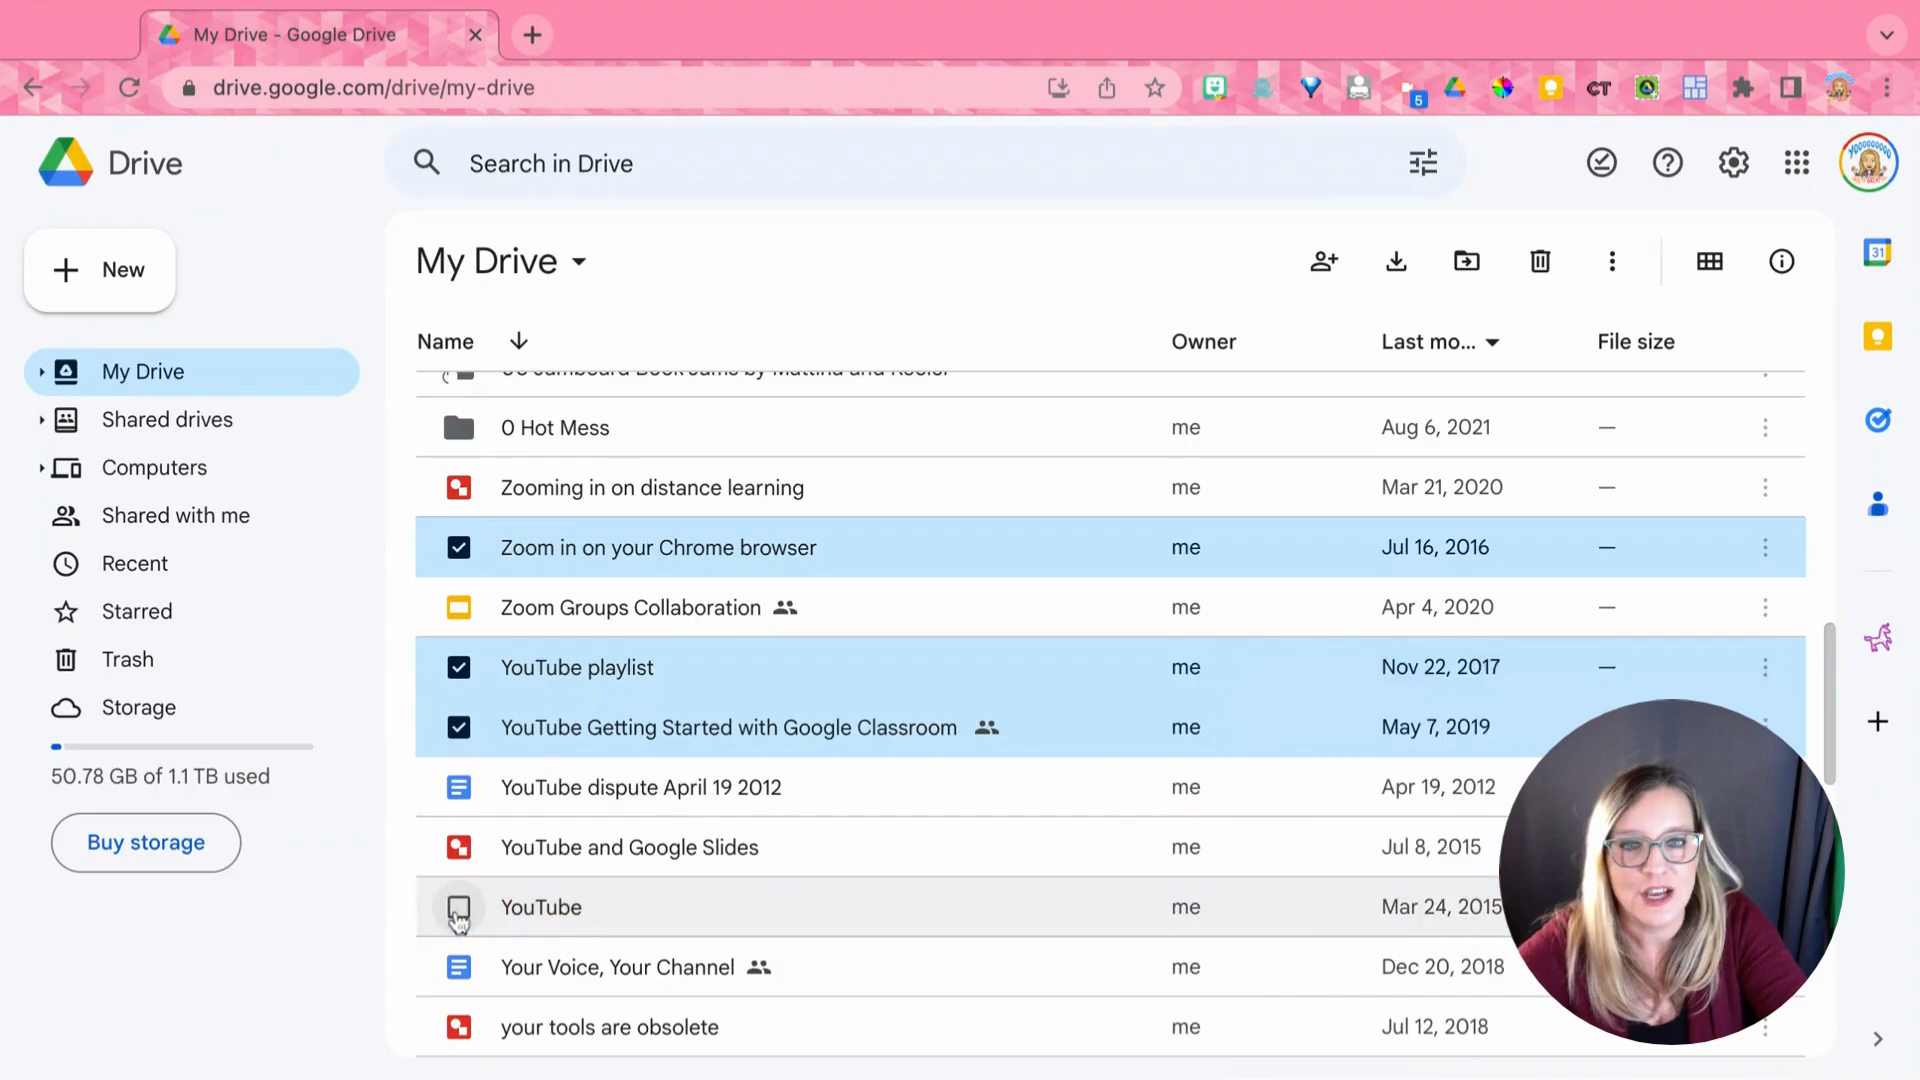 My Drive - Google Drive
drive.google.com/drive/my-drive
5
CT
Drive
Search in Drive
31
New
My Drive
Shared drives
Computers
Shared with me
Recent
Starred
Trash
Storage
50.78 GB of 1.1 TB used
Buy storage
My Drive
Name Owner Last mo... File size
0 Hot Mess me Aug 6, 2021 —
Zooming in on distance learning me Mar 21, 2020 —
Zoom in on your Chrome browser me Jul 16, 2016 —
Zoom Groups Collaboration me Apr 4, 2020 —
YouTube playlist me Nov 22, 2017 —
YouTube Getting Started with Google Classroom me May 7, 2019
YouTube dispute April 19 2012 me Apr 19, 2012
YouTube and Google Slides me Jul 8, 2015
YouTube me Mar 24, 2015
Your Voice, Your Channel me Dec 20, 2018
your tools are obsolete me Jul 12, 2018